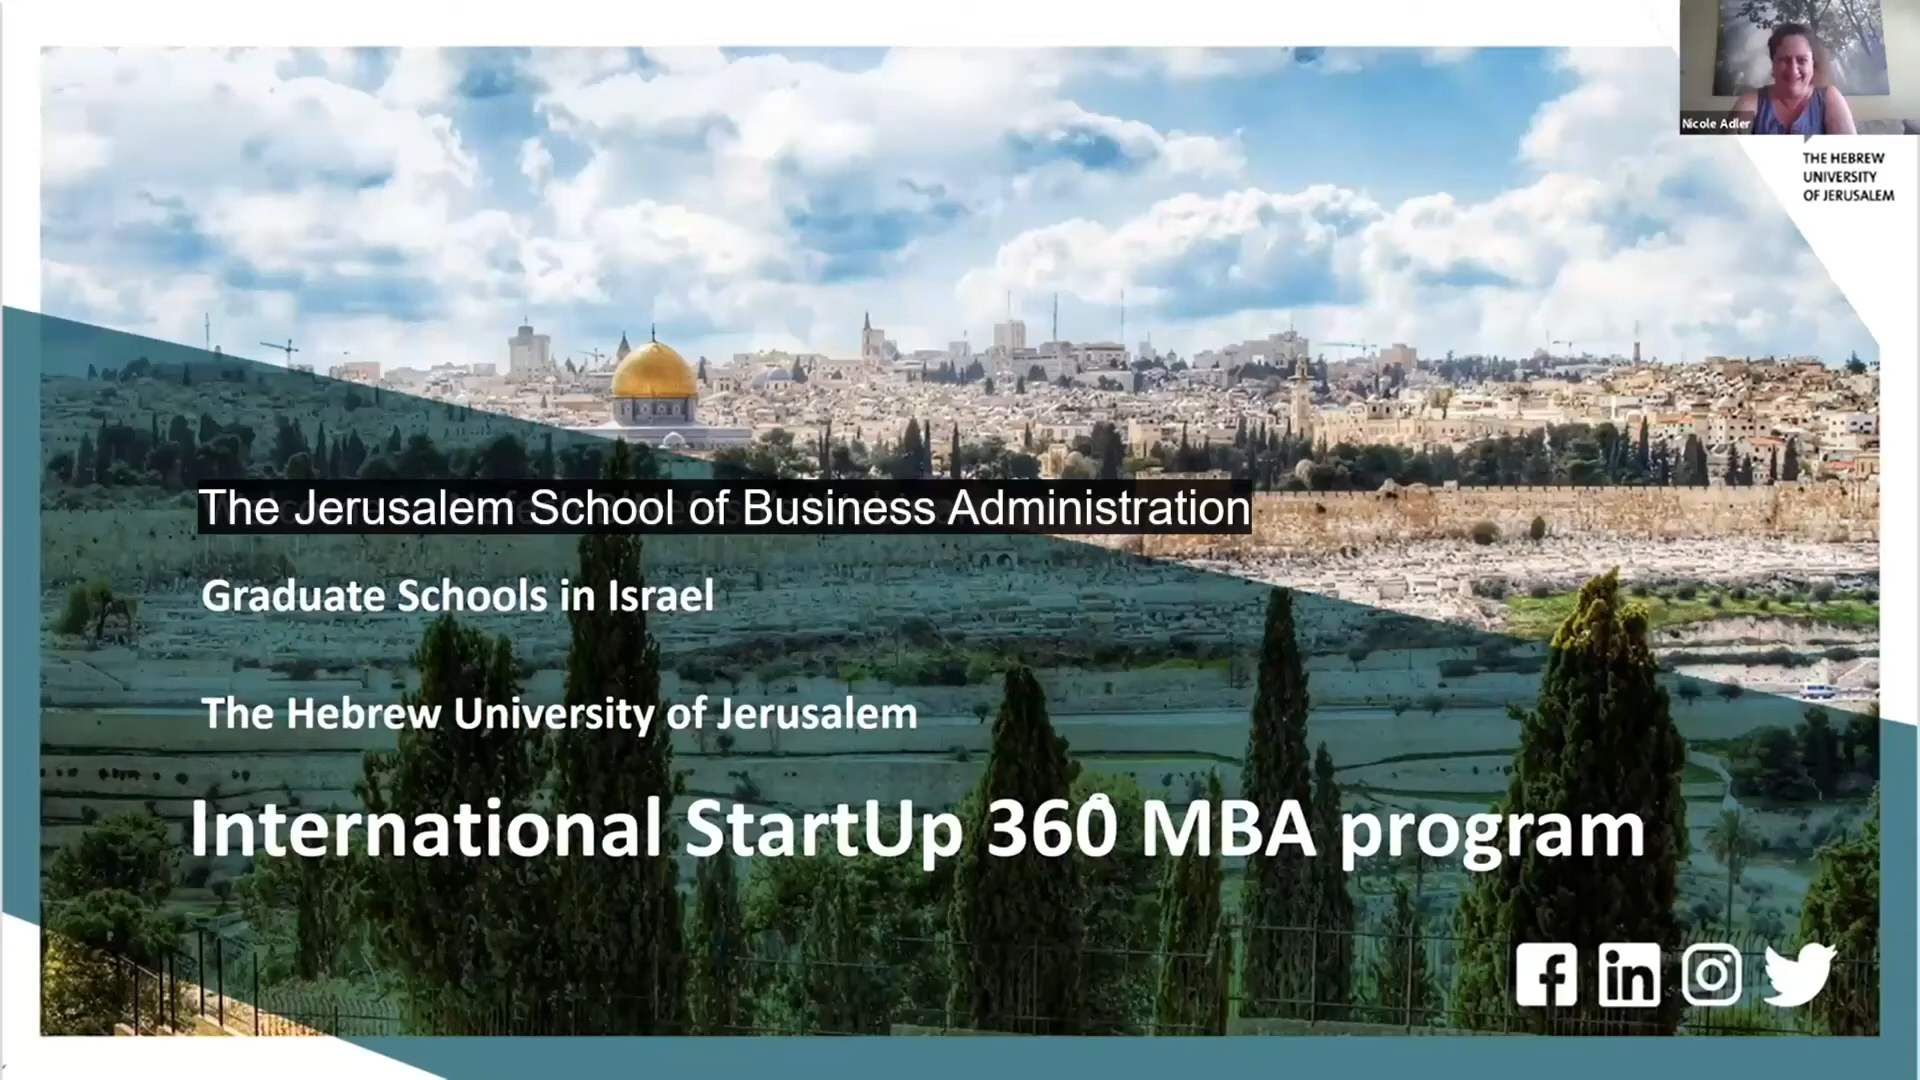 Nicole Adler
THE HEBREW
UNIVERSITY
OF JERUSALEM
The Jerusalem School of Business Administration
Graduate Schools in Israel
The Hebrew University of Jerusalem
International StartUp 360° MBA program